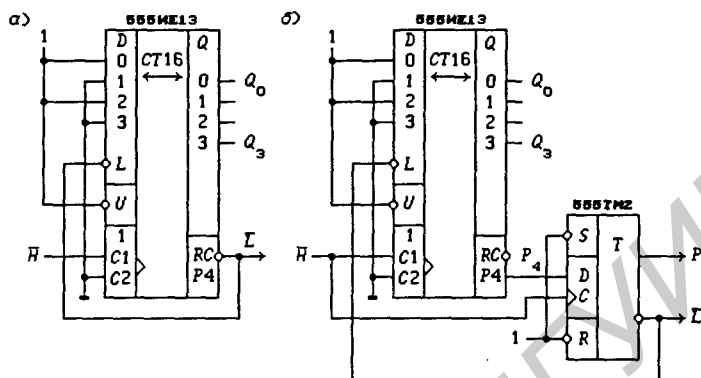 а)
555ИЕ13
1
D
0
1
2
3
L
U
1
C1
C2
CT16
Q
0
1
2
3
RC
P4
Q0
Q3
H
L
б)
555ИЕ13
1
D
0
1
2
3
L
U
1
C1
C2
CT16
Q
0
1
2
3
RC
P4
Q0
Q3
H
P4
555TM2
S
D
C
R
T
1
P
L